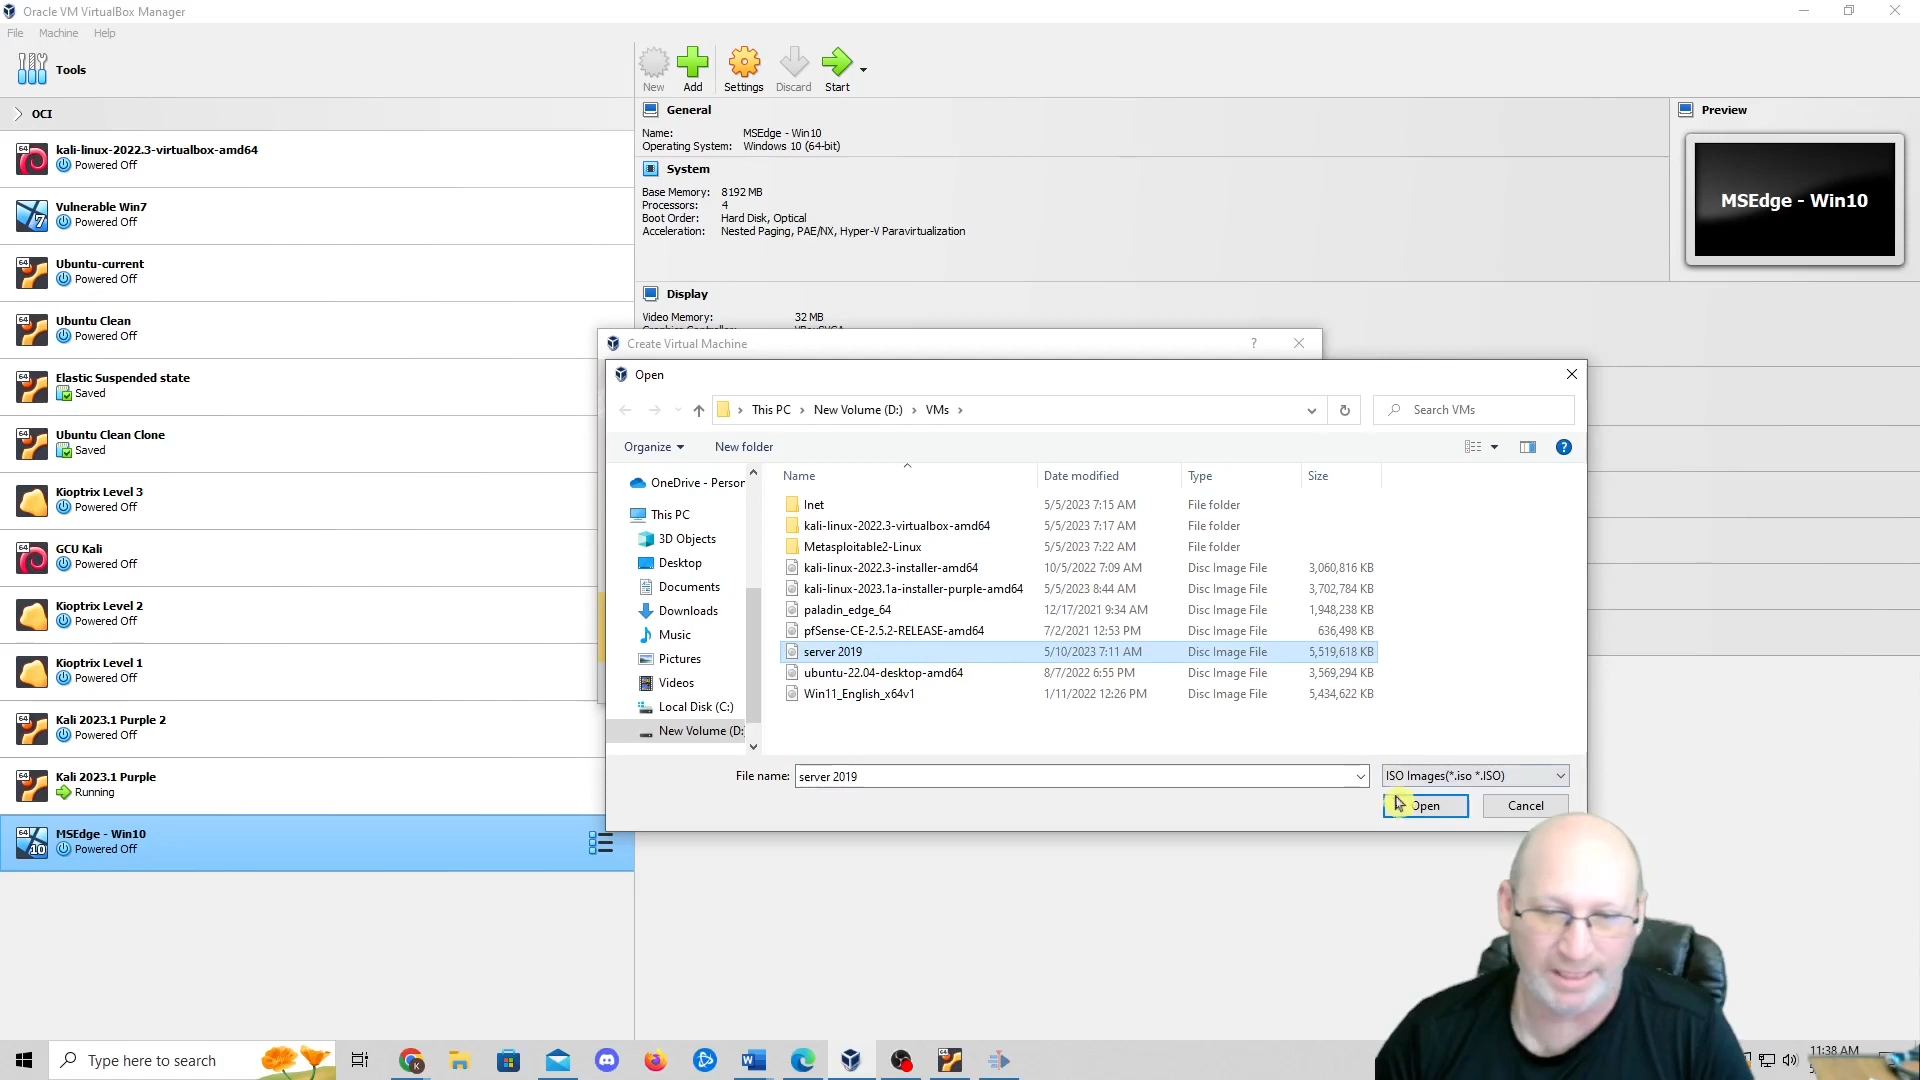 Oracle VM VirtualBox Manager
File Machine Help
Tools
New Add Settings Discard Start
OCI
64
kali-linux-2022.3-virtualbox-amd64
Powered Off
7
Vulnerable Win7
Powered Off
64
Ubuntu-current
Powered Off
64
Ubuntu Clean
Powered Off
64
Elastic Suspended state
Saved
64
Ubuntu Clean Clone
Saved
Kioptrix Level 3
Powered Off
64
GCU Kali
Powered Off
Kioptrix Level 2
Powered Off
Kioptrix Level 1
Powered Off
64
Kali 2023.1 Purple 2
Powered Off
64
Kali 2023.1 Purple
Running
64
10
MSEdge - Win10
Powered Off
General
Name: MSEdge - Win10
Operating System: Windows 10 (64-bit)
System
Base Memory: 8192 MB
Processors: 4
Boot Order: Hard Disk, Optical
Acceleration: Nested Paging, PAE/NX, Hyper-V Paravirtualization
Display
Video Memory: 32 MB
Preview
MSEdge - Win10
Create Virtual Machine ?
Open
This PC › New Volume (D:) › VMs ›
Search VMs
Organize New folder ?
OneDrive - Person
This PC
3D Objects
Desktop
Documents
Downloads
Music
Pictures
Videos
Local Disk (C:)
New Volume (D:
Name Date modified Type Size
Inet 5/5/2023 7:15 AM File folder
kali-linux-2022.3-virtualbox-amd64 5/5/2023 7:17 AM File folder
Metasploitable2-Linux 5/5/2023 7:22 AM File folder
kali-linux-2022.3-installer-amd64 10/5/2022 7:09 AM Disc Image File 3,060,816 KB
kali-linux-2023.1a-installer-purple-amd64 5/5/2023 8:44 AM Disc Image File 3,702,784 KB
paladin_edge_64 12/17/2021 9:34 AM Disc Image File 1,948,238 KB
pfSense-CE-2.5.2-RELEASE-amd64 7/2/2021 12:53 PM Disc Image File 636,498 KB
server 2019 5/10/2023 7:11 AM Disc Image File 5,519,618 KB
ubuntu-22.04-desktop-amd64 8/7/2022 6:55 PM Disc Image File 3,569,294 KB
Win11_English_x64v1 1/11/2022 12:26 PM Disc Image File 5,434,622 KB
File name: server 2019 ISO Images(*.iso *.ISO)
Open Cancel
Type here to search
K
W
11:38 AM